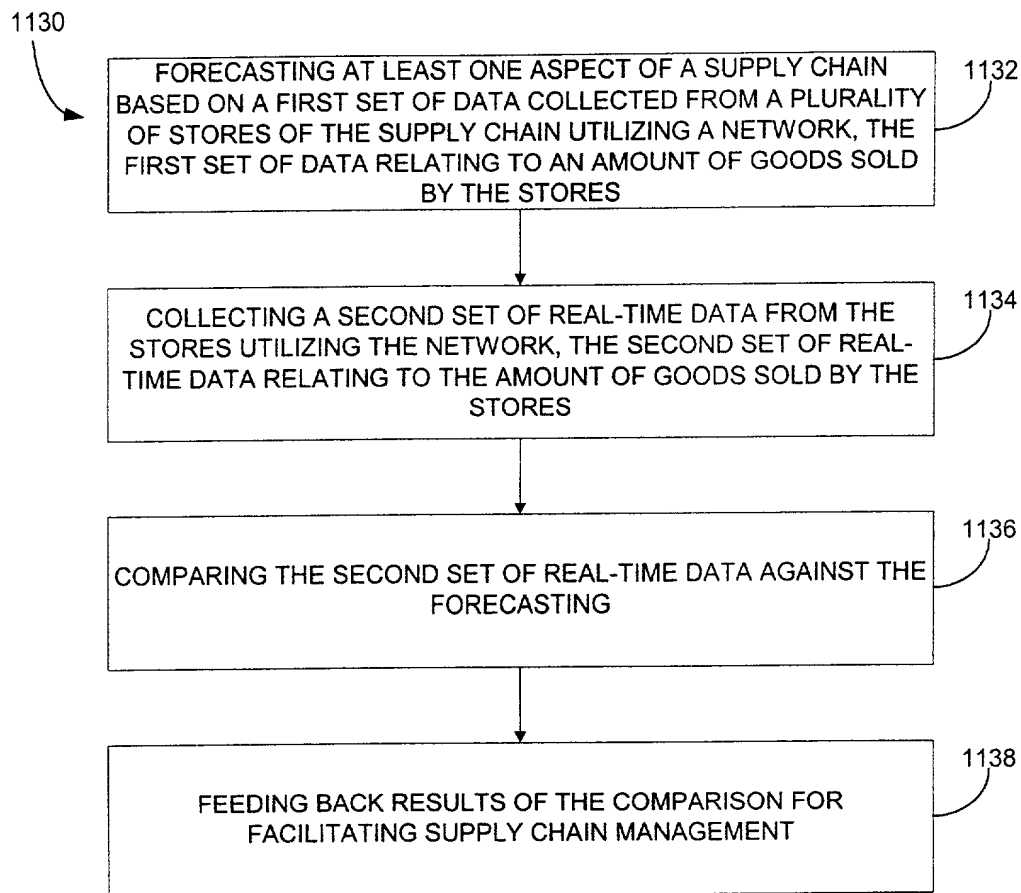 1130
FORECASTING AT LEAST ONE ASPECT OF A SUPPLY CHAIN
BASED ON A FIRST SET OF DATA COLLECTED FROM A PLURALITY
OF STORES OF THE SUPPLY CHAIN UTILIZING A NETWORK, THE
FIRST SET OF DATA RELATING TO AN AMOUNT OF GOODS SOLD
BY THE STORES
1132
COLLECTING A SECOND SET OF REAL-TIME DATA FROM THE
STORES UTILIZING THE NETWORK, THE SECOND SET OF REAL-
TIME DATA RELATING TO THE AMOUNT OF GOODS SOLD BY THE
STORES
1134
COMPARING THE SECOND SET OF REAL-TIME DATA AGAINST THE
FORECASTING
1136
FEEDING BACK RESULTS OF THE COMPARISON FOR
FACILITATING SUPPLY CHAIN MANAGEMENT
1138